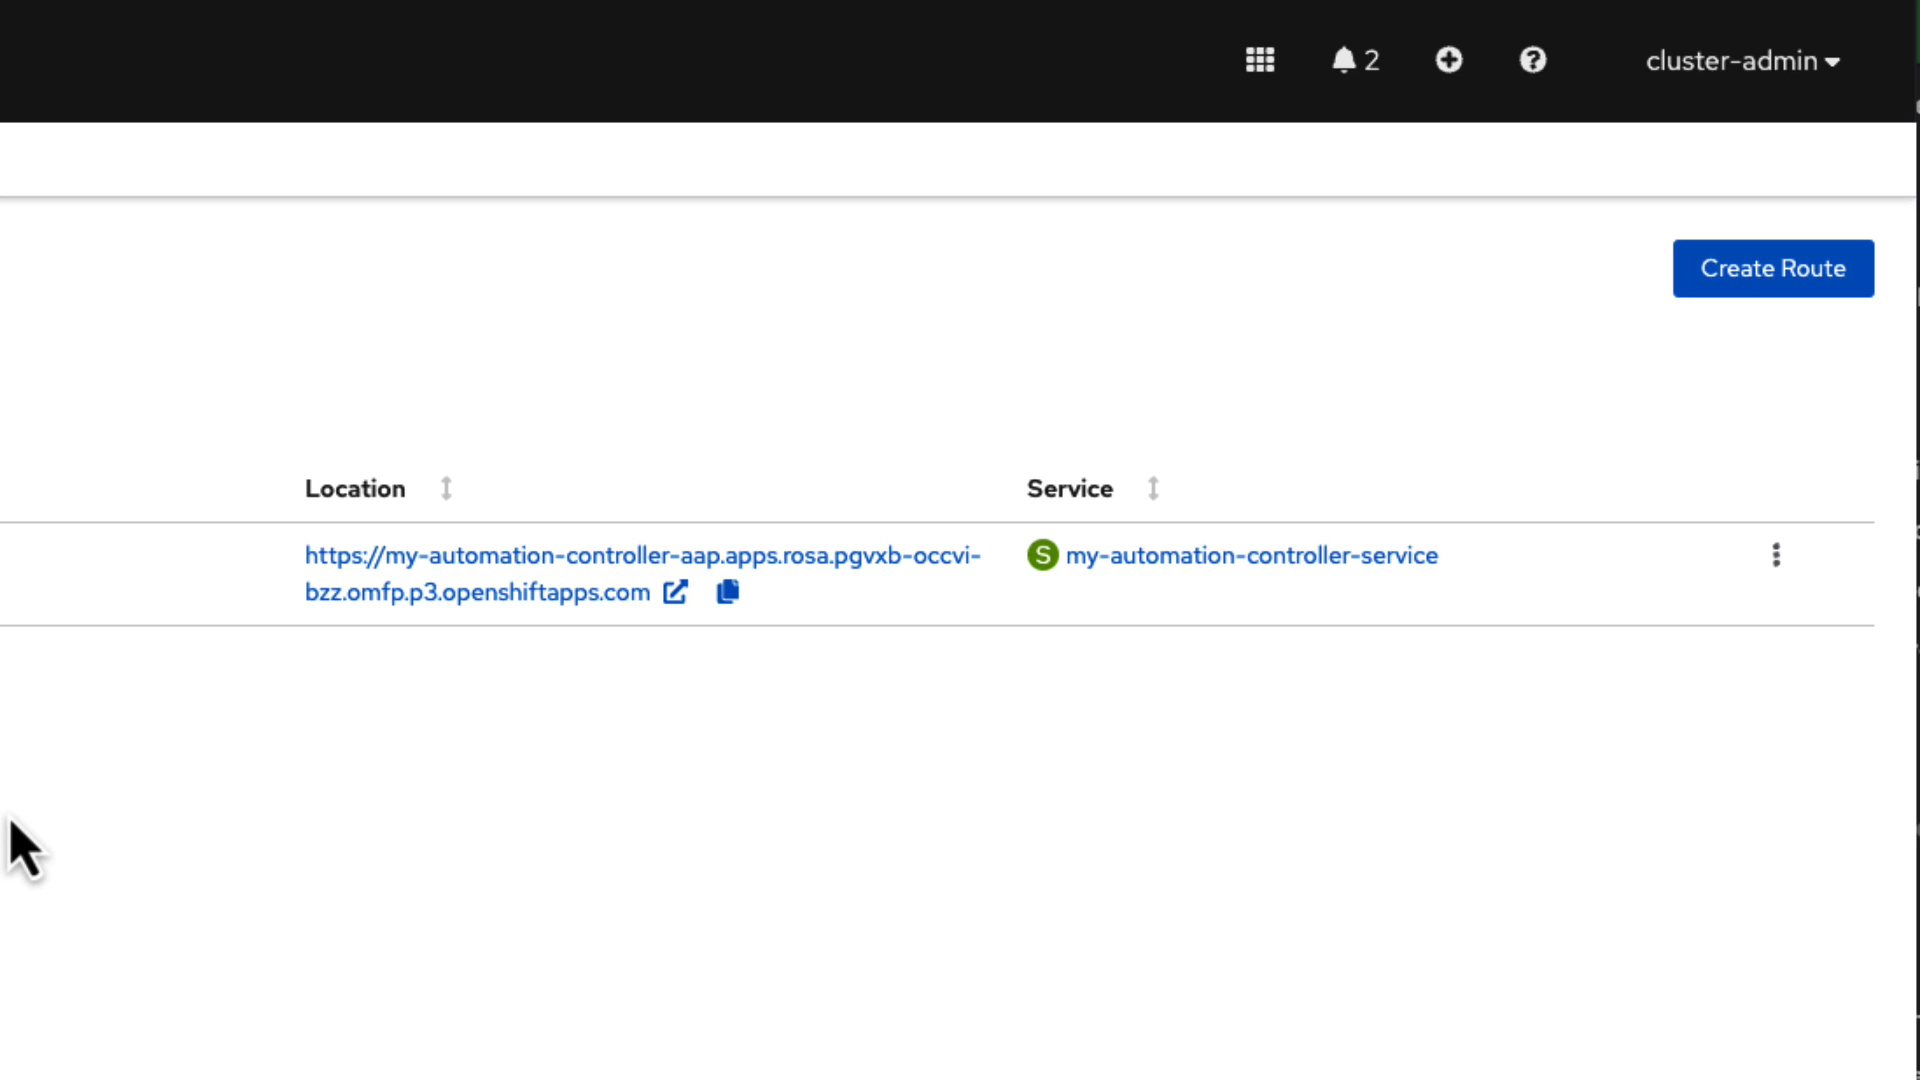 2
cluster-admin
Create Route
Location
Service
https://my-automation-controller-aap.apps.rosa.pgvxb-occvi-
bzz.omfp.p3.openshiftapps.com
S my-automation-controller-service